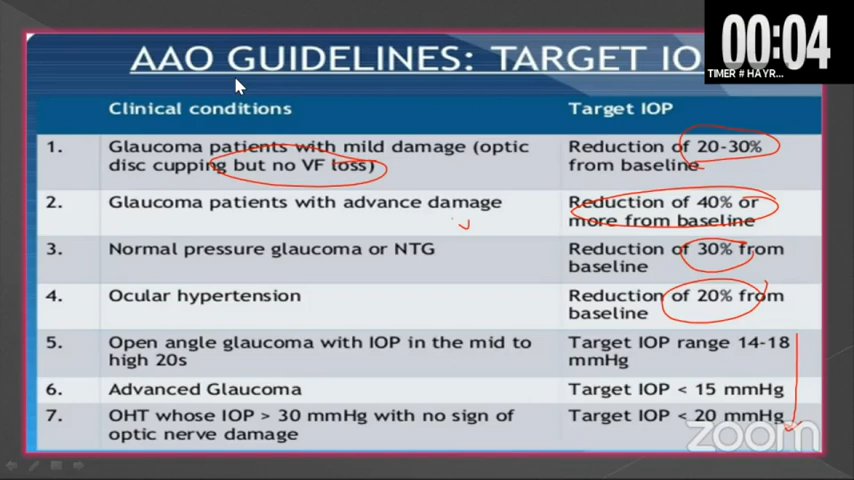 00:04
TIMER # HAYR...
AAO GUIDELINES: TARGET IO
Clinical conditions
Target IOP
1.
Glaucoma patients with mild damage (optic
disc cupping but no VF loss)
Reduction of 20-30%
from baseline
2.
Glaucoma patients with advance damage
Reduction of 40% or
more from baseline
3.
Normal pressure glaucoma or NTG
Reduction of 30% from
baseline
4.
Ocular hypertension
Reduction of 20% from
baseline
5.
Open angle glaucoma with IOP in the mid to
high 20s
Target IOP range 14-18
mmHg
6.
Advanced Glaucoma
Target IOP < 15 mmHg
7.
OHT whose IOP > 30 mmHg with no sign of
optic nerve damage
Target IOP < 20 mmHg
zoom